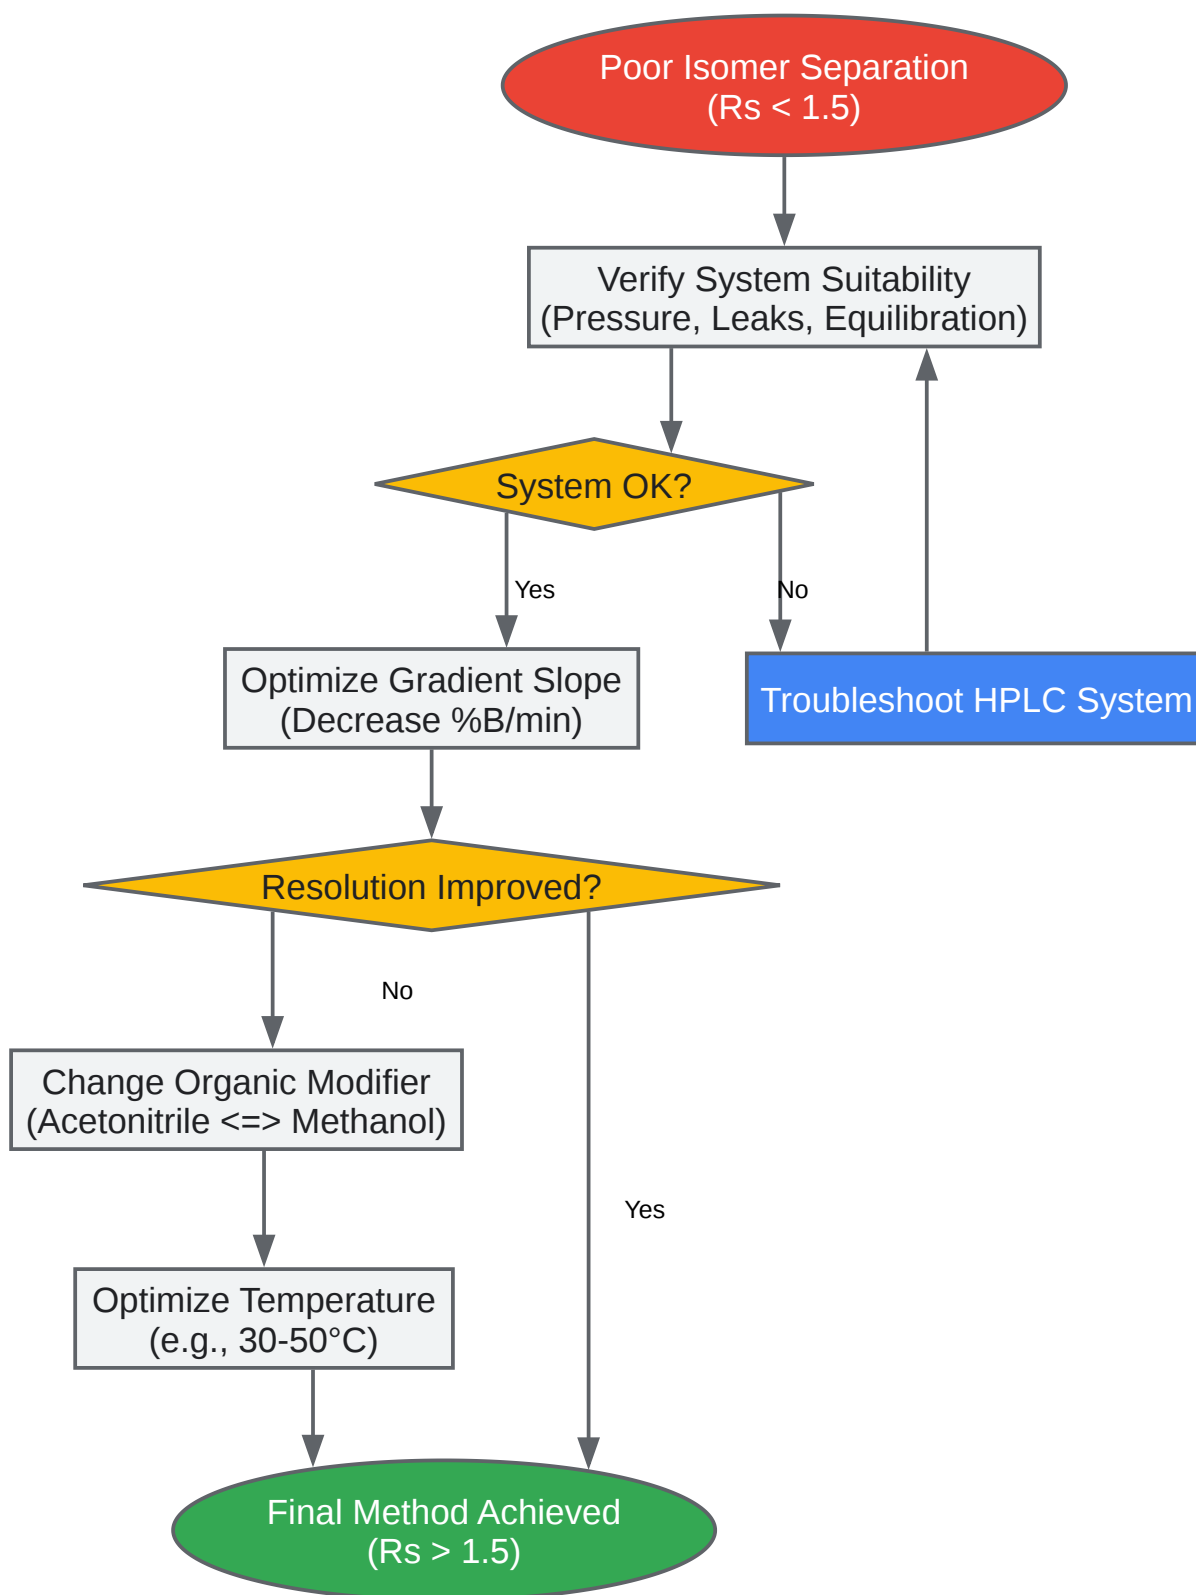 Poor Isomer Separation
(Rs < 1.5)
Verify System Suitability
(Pressure, Leaks, Equilibration)
System OK?
Yes
No
Optimize Gradient Slope
(Decrease %B/min)
Troubleshoot HPLC System
Resolution Improved?
No
Change Organic Modifier
(Acetonitrile <=> Methanol)
Yes
Optimize Temperature
(e.g., 30-50°C)
Final Method Achieved
(Rs > 1.5)